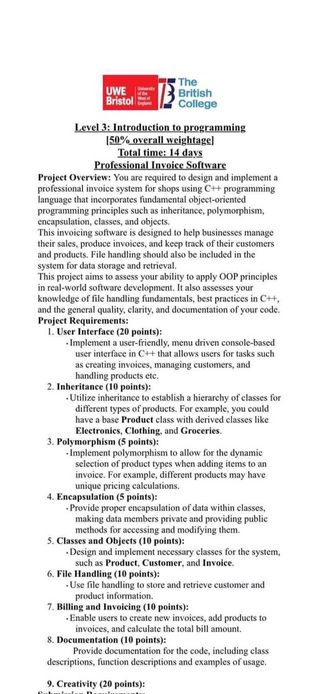 UWE
Bristol
University
of the
West of
England
The
British
College
Level 3: Introduction to programming
[50% overall weightage]
Total time: 14 days
Professional Invoice Software
Project Overview: You are required to design and implement a
professional invoice system for shops using C++ programming
language that incorporates fundamental object-oriented
programming principles such as inheritance, polymorphism,
encapsulation, classes, and objects.
This invoicing software is designed to help businesses manage
their sales, produce invoices, and keep track of their customers
and products. File handling should also be included in the
system for data storage and retrieval.
This project aims to assess your ability to apply OOP principles
in real-world software development. It also assesses your
knowledge of file handling fundamentals, best practices in C++,
and the general quality, clarity, and documentation of your code.
Project Requirements:
1. User Interface (20 points):
•Implement a user-friendly, menu driven console-based
user interface in C++ that allows users for tasks such
as creating invoices, managing customers, and
handling products etc.
2. Inheritance (10 points):
•Utilize inheritance to establish a hierarchy of classes for
different types of products. For example, you could
have a base Product class with derived classes like
Electronics, Clothing, and Groceries.
3. Polymorphism (5 points):
•Implement polymorphism to allow for the dynamic
selection of product types when adding items to an
invoice. For example, different products may have
unique pricing calculations.
4. Encapsulation (5 points):
•Provide proper encapsulation of data within classes,
making data members private and providing public
methods for accessing and modifying them.
5. Classes and Objects (10 points):
•Design and implement necessary classes for the system,
such as Product, Customer, and Invoice.
6. File Handling (10 points):
•Use file handling to store and retrieve customer and
product information.
7. Billing and Invoicing (10 points):
•Enable users to create new invoices, add products to
invoices, and calculate the total bill amount.
8. Documentation (10 points):
Provide documentation for the code, including class
descriptions, function descriptions and examples of usage.
9. Creativity (20 points):
Submission Requirements: